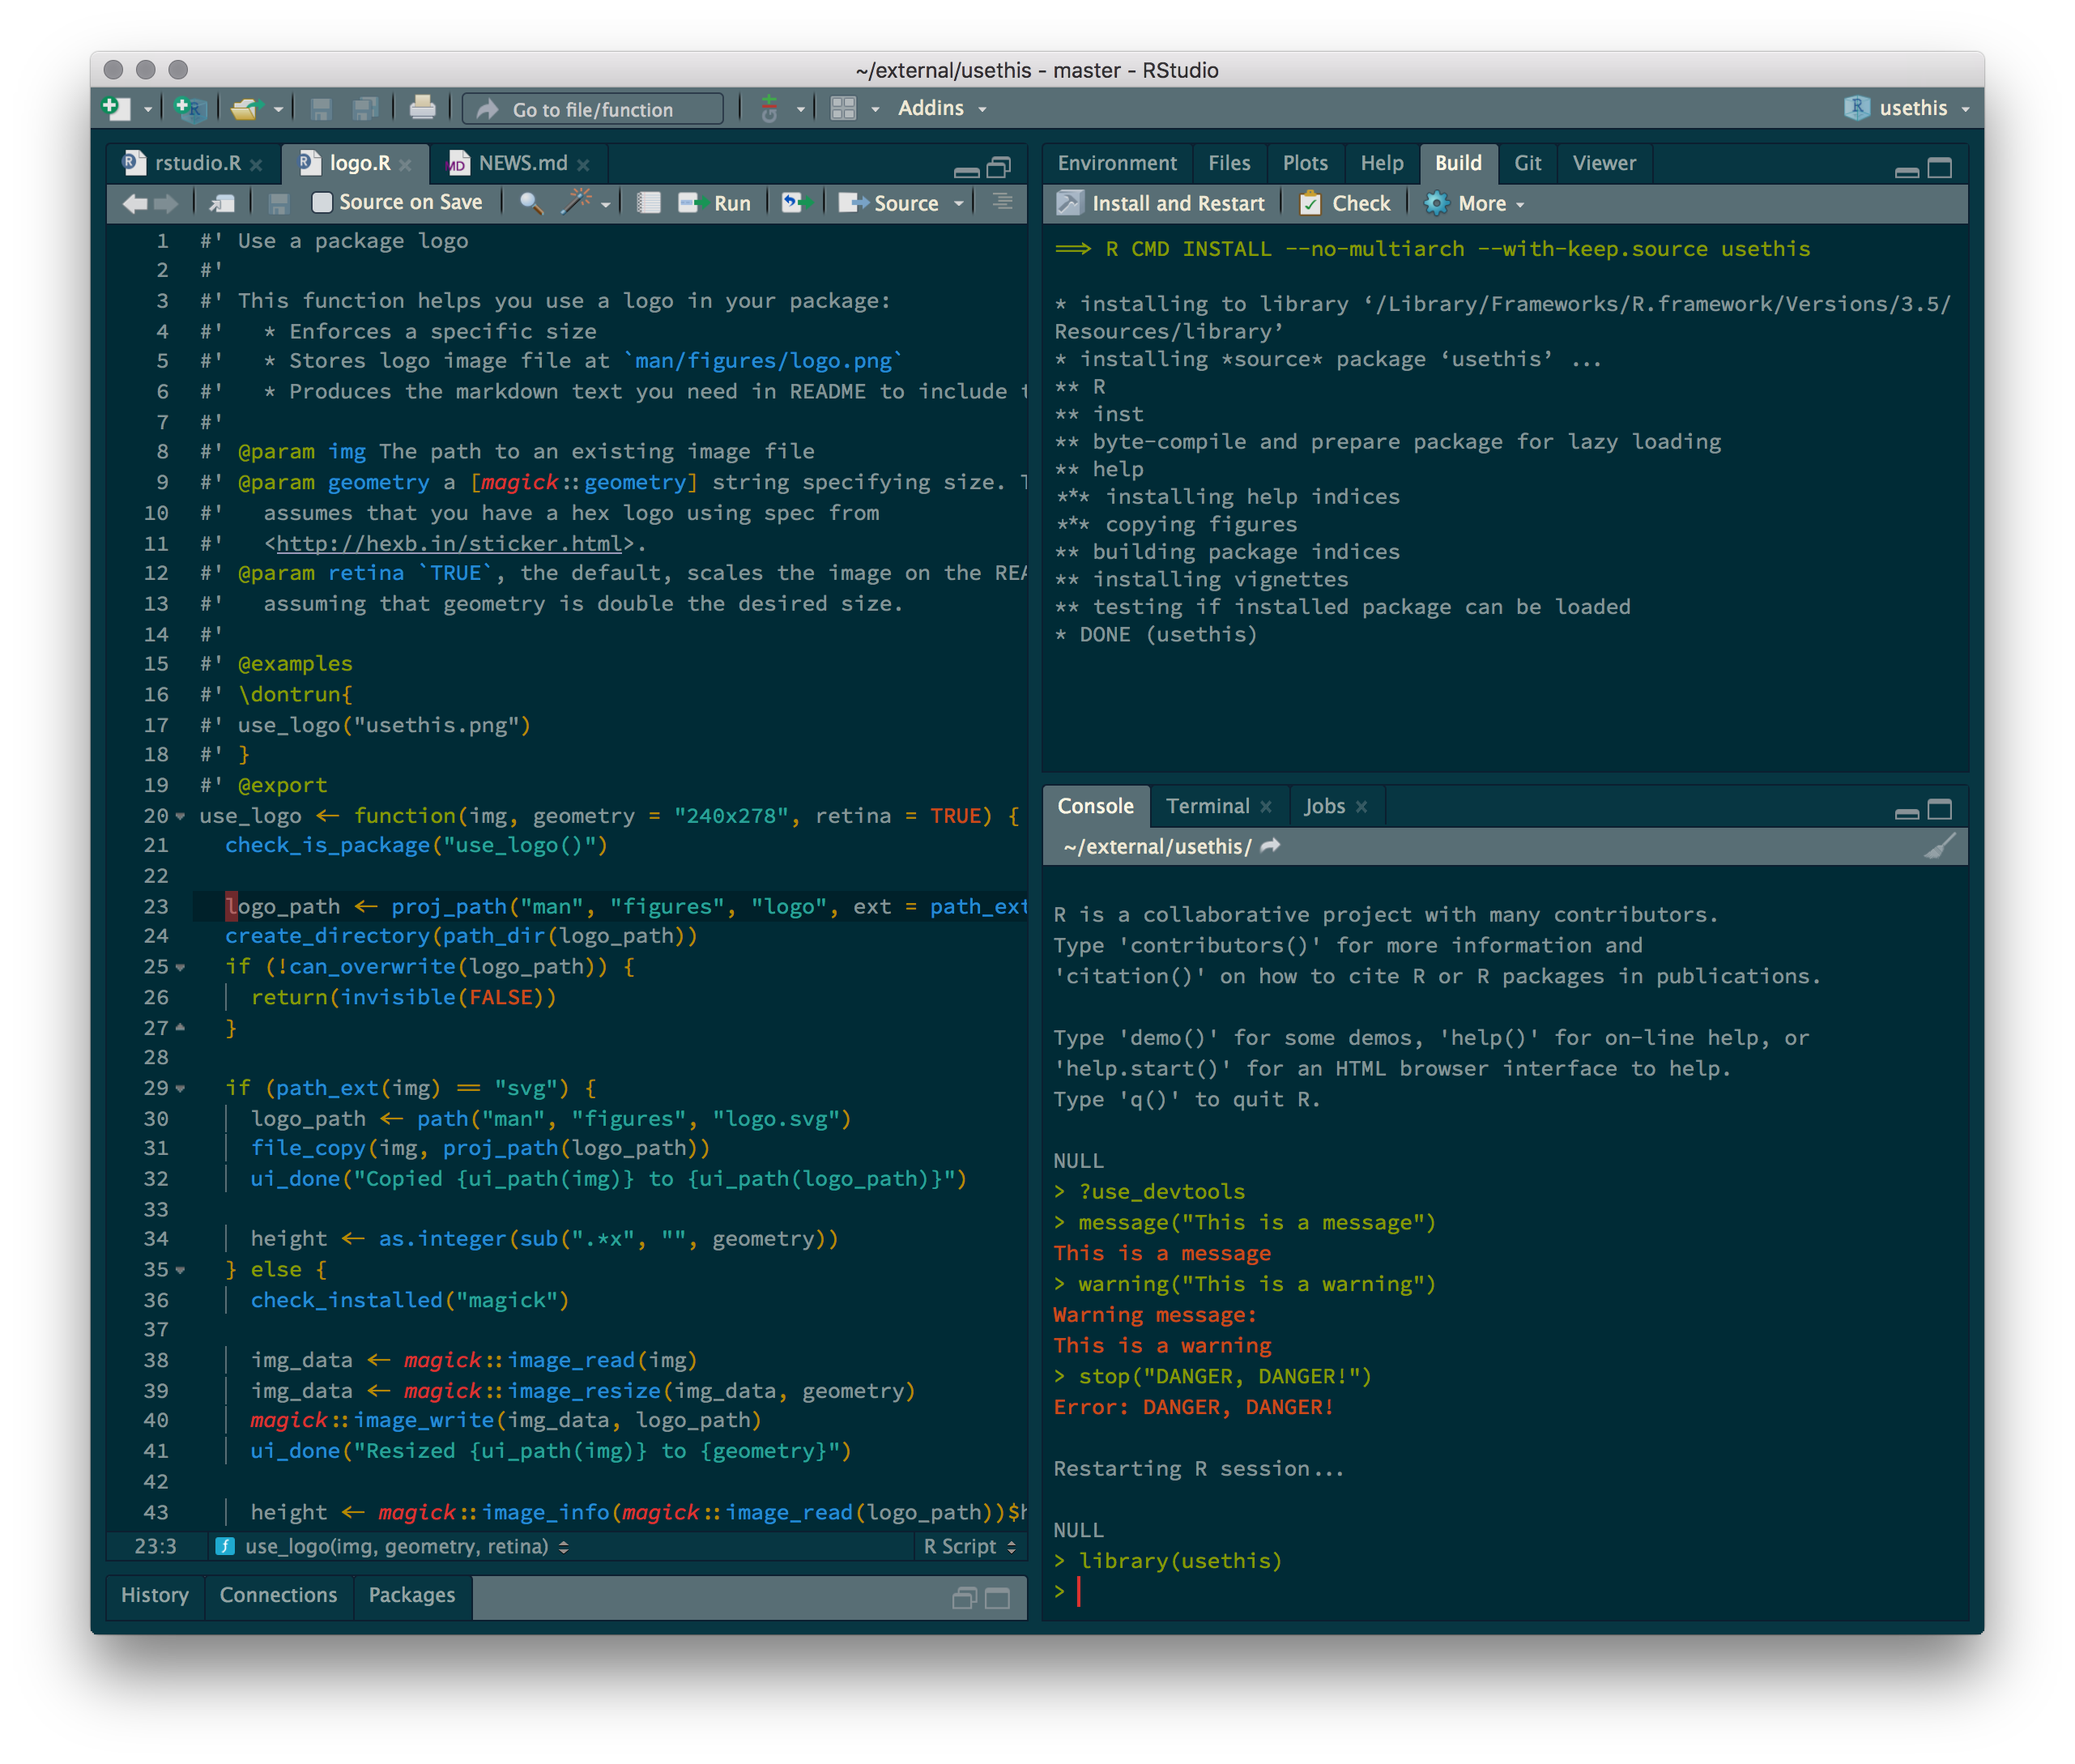 ~/external/usethis - master - RStudio
Go to file/function
Addins
usethis
rstudio.R
logo.R
MD NEWS.md
Source on Save
Run
Source
1 #' Use a package logo
2 #'
3 #' This function helps you use a logo in your package:
4 #'   * Enforces a specific size
5 #'   * Stores logo image file at `man/figures/logo.png`
6 #'   * Produces the markdown text you need in README to include
7 #'
8 #' @param img The path to an existing image file
9 #' @param geometry a [magick::geometry] string specifying size.
10 #'   assumes that you have a hex logo using spec from
11 #'   <http://hexb.in/sticker.html>.
12 #' @param retina `TRUE`, the default, scales the image on the REA
13 #'   assuming that geometry is double the desired size.
14 #'
15 #' @examples
16 #' \dontrun{
17 #' use_logo("usethis.png")
18 #' }
19 #' @export
20 use_logo <- function(img, geometry = "240x278", retina = TRUE) {
21   check_is_package("use_logo()")
22
23   logo_path <- proj_path("man", "figures", "logo", ext = path_ext
24   create_directory(path_dir(logo_path))
25   if (!can_overwrite(logo_path)) {
26     return(invisible(FALSE))
27   }
28
29   if (path_ext(img) == "svg") {
30     logo_path <- path("man", "figures", "logo.svg")
31     file_copy(img, proj_path(logo_path))
32     ui_done("Copied {ui_path(img)} to {ui_path(logo_path)}")
33
34     height <- as.integer(sub(".*x", "", geometry))
35   } else {
36     check_installed("magick")
37
38     img_data <- magick::image_read(img)
39     img_data <- magick::image_resize(img_data, geometry)
40     magick::image_write(img_data, logo_path)
41     ui_done("Resized {ui_path(img)} to {geometry}")
42
43     height <- magick::image_info(magick::image_read(logo_path))$h
23:3
use_logo(img, geometry, retina)
R Script
History
Connections
Packages
Environment
Files
Plots
Help
Build
Git
Viewer
Install and Restart
Check
More
==> R CMD INSTALL --no-multiarch --with-keep.source usethis
* installing to library ‘/Library/Frameworks/R.framework/Versions/3.5/
Resources/library’
* installing *source* package ‘usethis’ ...
** R
** inst
** byte-compile and prepare package for lazy loading
** help
*** installing help indices
*** copying figures
** building package indices
** installing vignettes
** testing if installed package can be loaded
* DONE (usethis)
Console
Terminal
Jobs
~/external/usethis/
R is a collaborative project with many contributors.
Type 'contributors()' for more information and
'citation()' on how to cite R or R packages in publications.
Type 'demo()' for some demos, 'help()' for on-line help, or
'help.start()' for an HTML browser interface to help.
Type 'q()' to quit R.
NULL
> ?use_devtools
> message("This is a message")
This is a message
> warning("This is a warning")
Warning message:
This is a warning
> stop("DANGER, DANGER!")
Error: DANGER, DANGER!
Restarting R session...
NULL
> library(usethis)
>